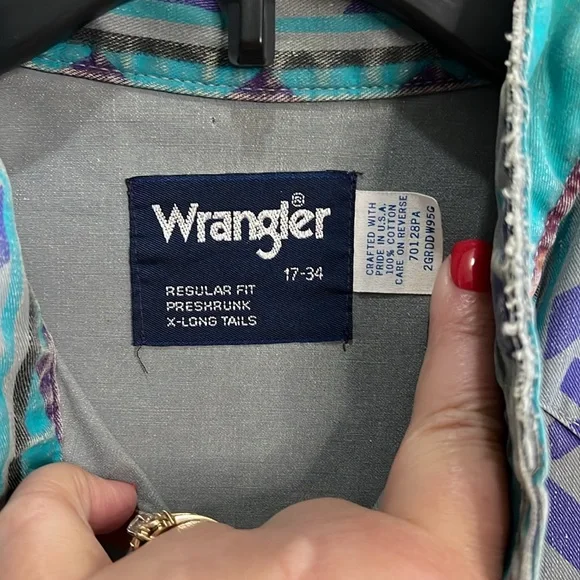 Wrangler®
17-34
REGULAR FIT
PRESHRUNK
X-LONG TAILS
CRAFTED WITH
PRIDE IN U.S.A.
100% COTTON
CARE ON REVERSE
70128PA
2GRDDW95G